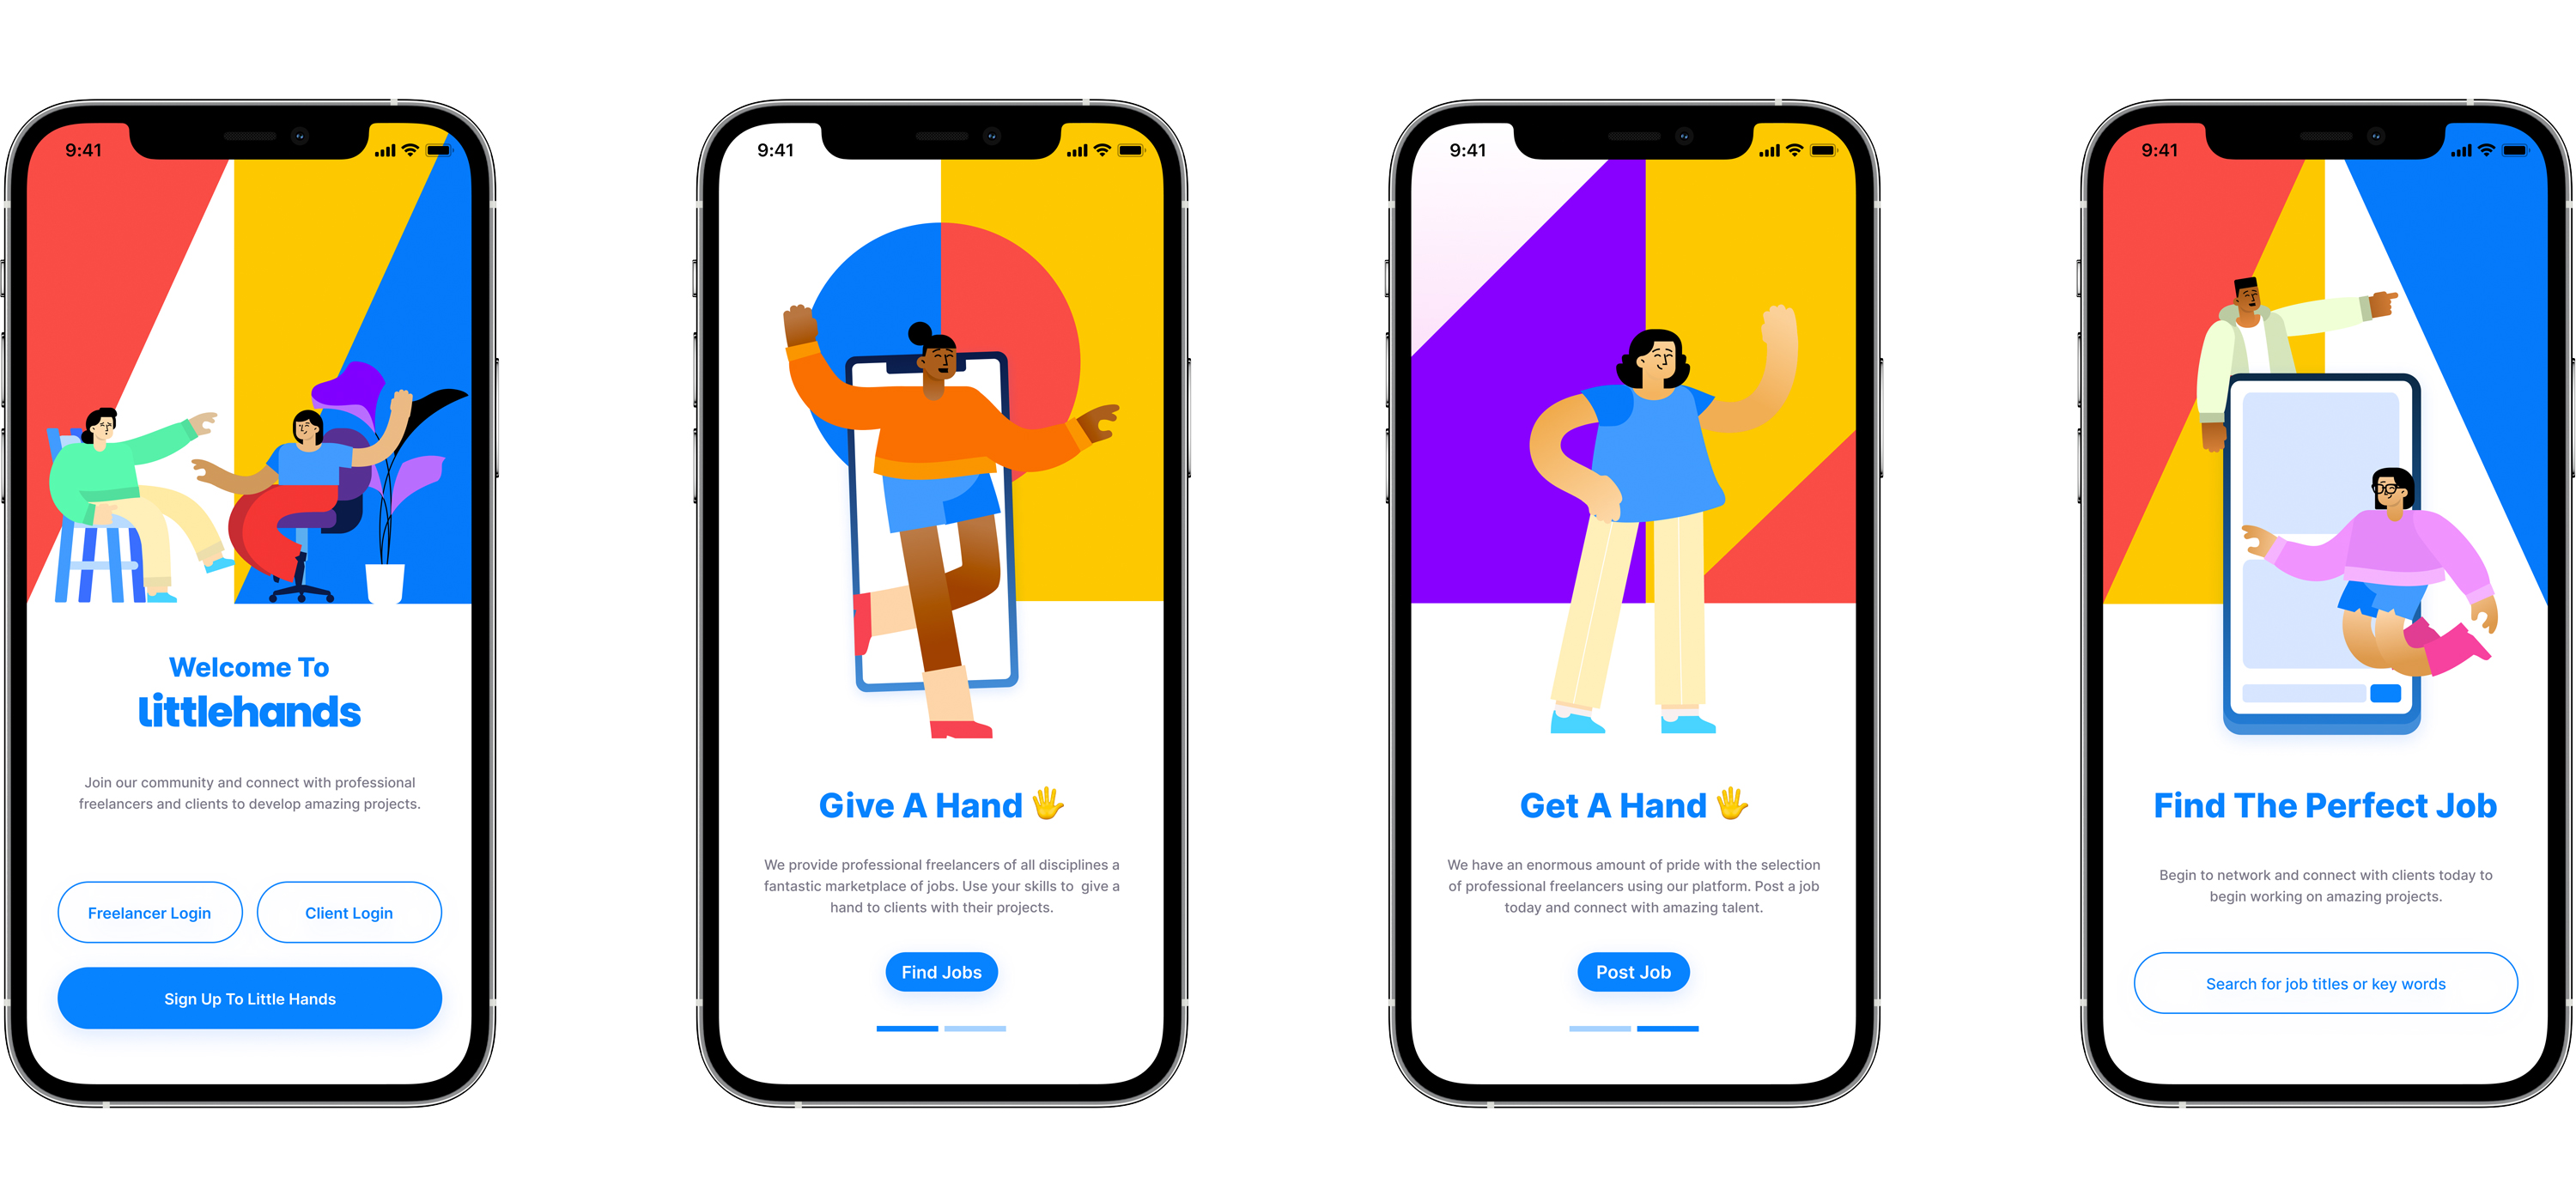 9:41
Welcome To
littlehands
Join our community and connect with professional
freelancers and clients to develop amazing projects.
Freelancer Login
Client Login
Sign Up To Little Hands
9:41
Give A Hand 🖐
We provide professional freelancers of all disciplines a
fantastic marketplace of jobs. Use your skills to  give a
hand to clients with their projects.
Find Jobs
9:41
Get A Hand 🖐
We have an enormous amount of pride with the selection
of professional freelancers using our platform. Post a job
today and connect with amazing talent.
Post Job
9:41
Find The Perfect Job
Begin to network and connect with clients today to
begin working on amazing projects.
Search for job titles or key words